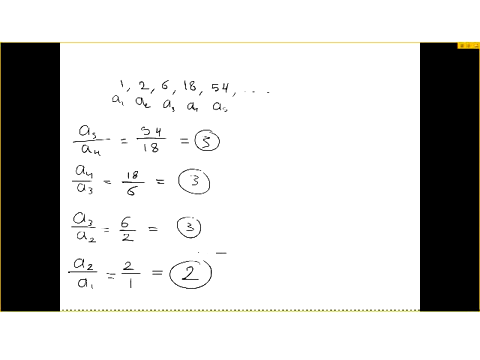 1, 2, 6, 18, 54, ...
a₁ a₂ a₃ a₄ a₅
a₅/a₄ = 54/18 = 3
a₄/a₃ = 18/6 = 3
a₃/a₂ = 6/2 = 3
a₂/a₁ = 2/1 = 2